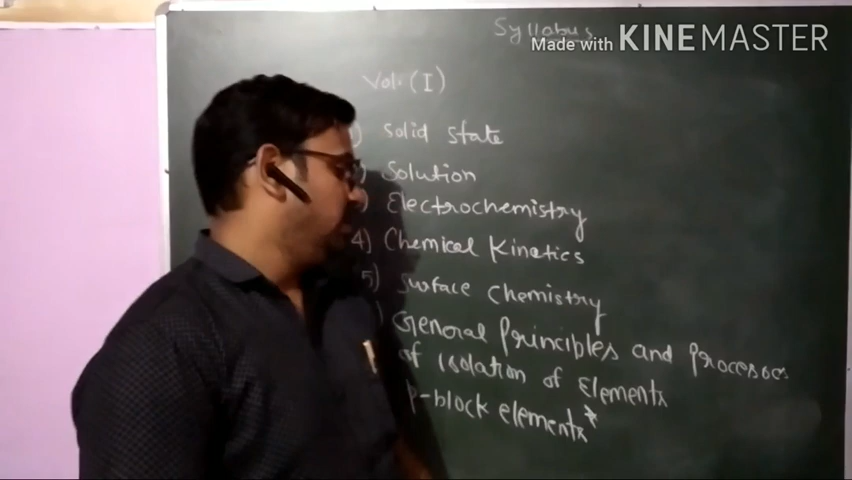 Syllabus
Made with KINEMASTER
Vol. (I)
) Solid state
) Solution
) Electrochemistry
4) Chemical Kinetics
5) Surface Chemistry
) General Principles and Processes
of isolation of Elements
p-block elements*